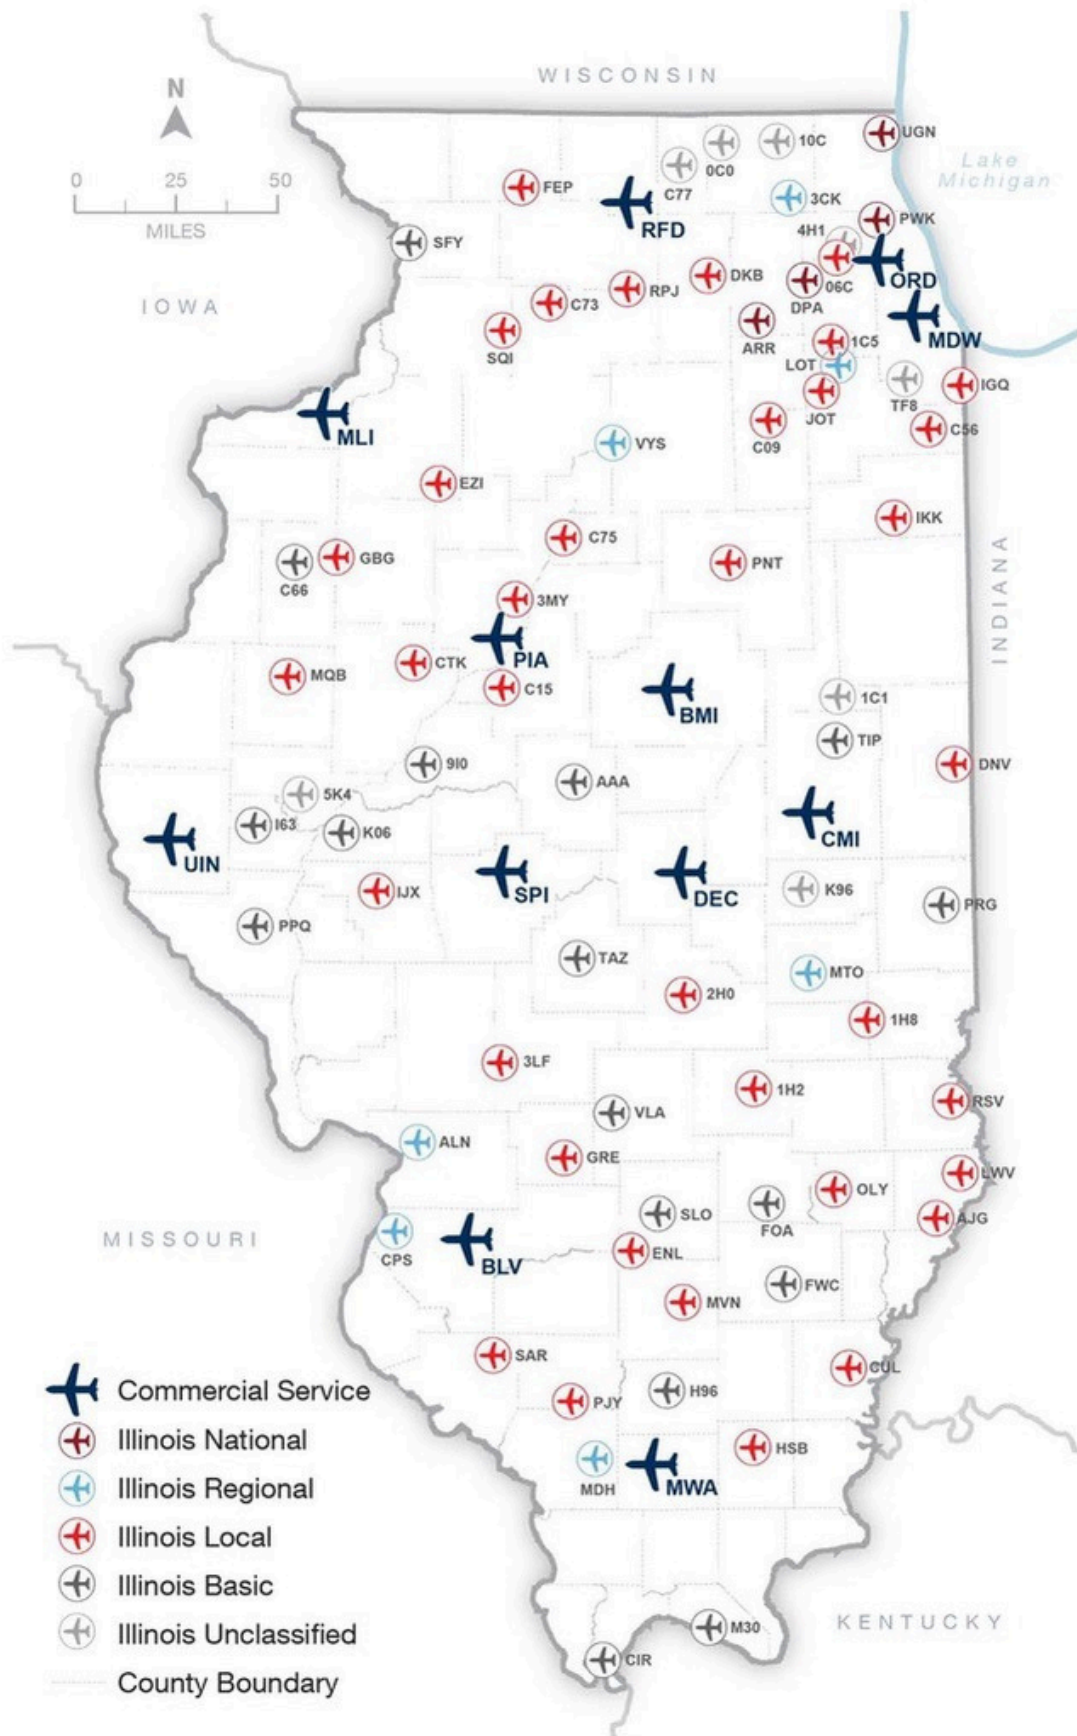 WISCONSIN
N
0 25 50
MILES
IOWA
Lake
Michigan
UGN
10C
0C0
C77
FEP
RFD
3CK
PWK
4H1
SFY
ORD
06C
DPA
DKB
RPJ
C73
SQI
ARR
MDW
1C5
LOT
JOT
TF8
IGQ
C56
C09
MLI
VYS
EZI
IKK
C75
PNT
GBG
C66
3MY
PIA
INDIANA
MQB
CTK
C15
BMI
1C1
TIP
DNV
9I0
AAA
5K4
I63
K06
UIN
CMI
SPI
DEC
IJX
K96
PRG
PPQ
TAZ
MTO
2H0
1H8
3LF
1H2
RSV
VLA
ALN
GRE
LWV
OLY
AJG
SLO
FOA
MISSOURI
CPS
BLV
ENL
FWC
MVN
SAR
CUL
PJY
H96
HSB
MDH
MWA
M30
CIR
KENTUCKY
Commercial Service
Illinois National
Illinois Regional
Illinois Local
Illinois Basic
Illinois Unclassified
County Boundary